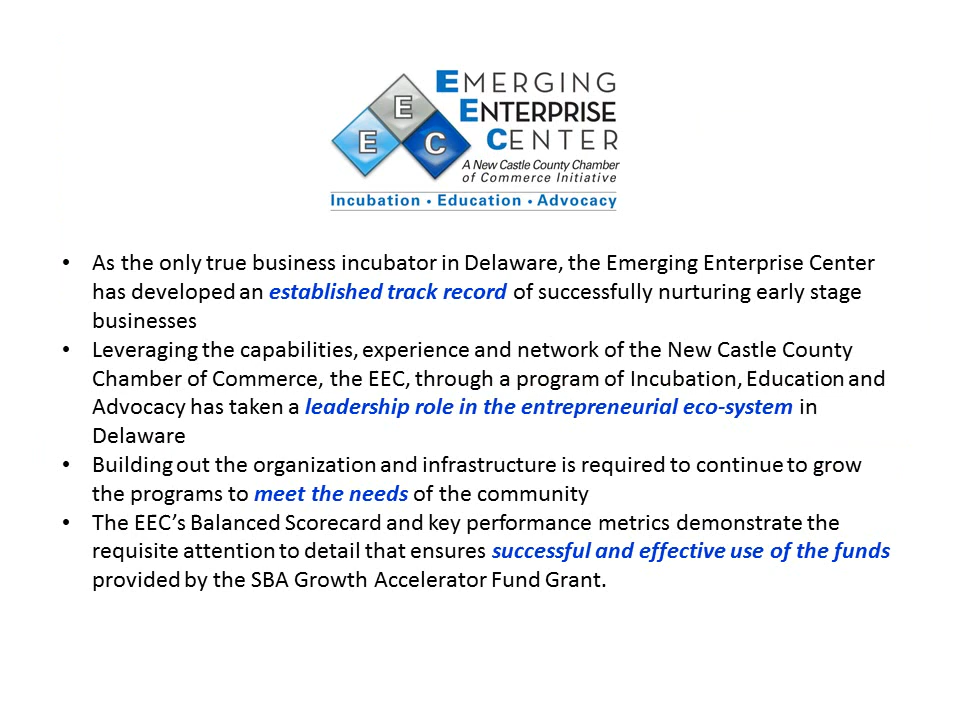 E
E
C
EMERGING
ENTERPRISE
CENTER
A New Castle County Chamber
of Commerce Initiative
Incubation • Education • Advocacy
• As the only true business incubator in Delaware, the Emerging Enterprise Center
has developed an established track record of successfully nurturing early stage
businesses
• Leveraging the capabilities, experience and network of the New Castle County
Chamber of Commerce, the EEC, through a program of Incubation, Education and
Advocacy has taken a leadership role in the entrepreneurial eco-system in
Delaware
• Building out the organization and infrastructure is required to continue to grow
the programs to meet the needs of the community
• The EEC’s Balanced Scorecard and key performance metrics demonstrate the
requisite attention to detail that ensures successful and effective use of the funds
provided by the SBA Growth Accelerator Fund Grant.